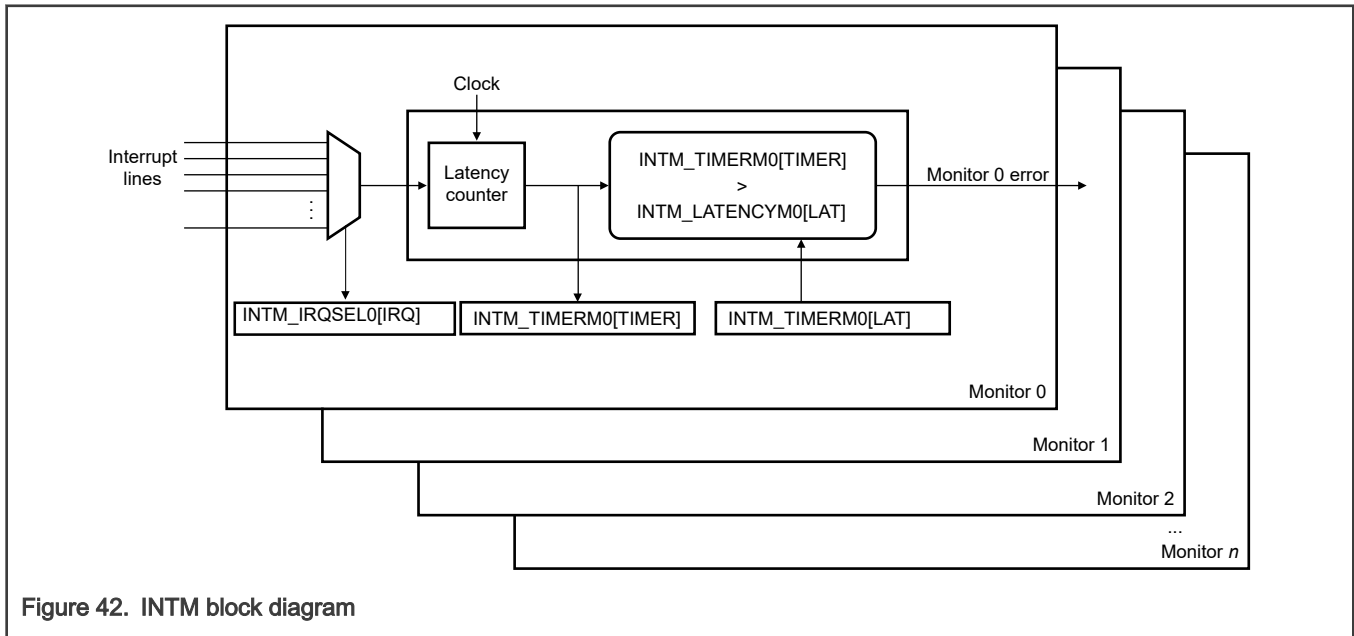 Clock
Interrupt
lines
⋮
Latency
counter
INTM_TIMERM0[TIMER]
>
INTM_LATENCYM0[LAT]
Monitor 0 error
INTM_IRQSEL0[IRQ]
INTM_TIMERM0[TIMER]
INTM_TIMERM0[LAT]
Monitor 0
Monitor 1
Monitor 2
...
Monitor n
Figure 42. INTM block diagram